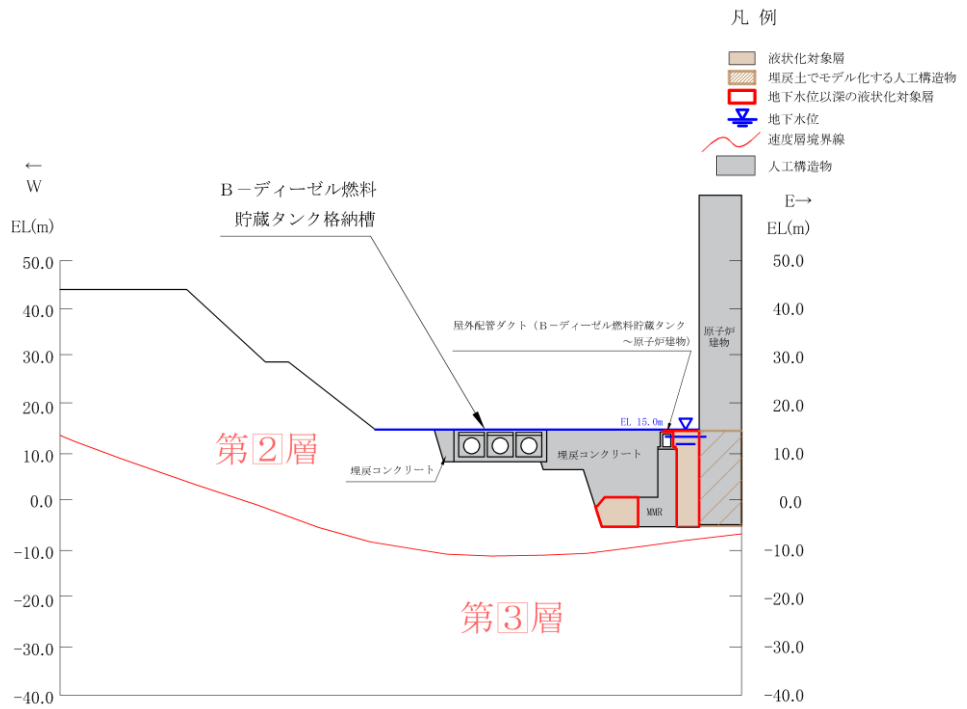 凡 例
液状化対象層
埋戻土でモデル化する人工構造物
地下水位以深の液状化対象層
地下水位
速度層境界線
人工構造物
←
W
EL(m)
50.0
40.0
30.0
20.0
10.0
0.0
-10.0
-20.0
-30.0
-40.0
B－ディーゼル燃料
貯蔵タンク格納槽
屋外配管ダクト（B－ディーゼル燃料貯蔵タンク
～原子炉建物）
原子炉
建物
EL 15.0m
第2層
埋戻コンクリート
埋戻コンクリート
MMR
第3層
E→
EL(m)
50.0
40.0
30.0
20.0
10.0
0.0
-10.0
-20.0
-30.0
-40.0